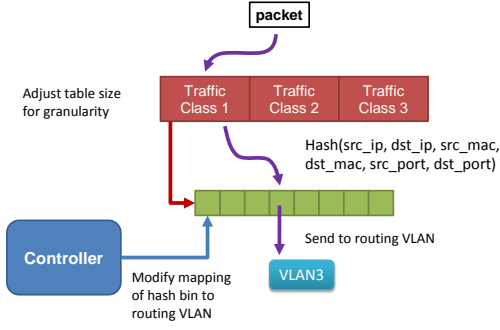 packet
Adjust table size
for granularity
Traffic
Class 1
Traffic
Class 2
Traffic
Class 3
Hash(src_ip, dst_ip, src_mac,
dst_mac, src_port, dst_port)
Controller
Modify mapping
of hash bin to
routing VLAN
Send to routing VLAN
VLAN3